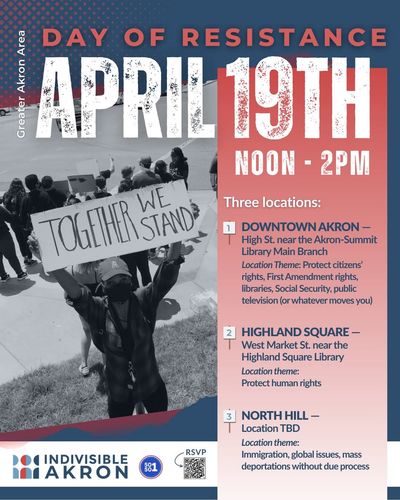 Greater Akron Area
DAY OF RESISTANCE
APRIL 19TH
NOON - 2PM
TOGETHER WE
STAND
Three locations:
1 DOWNTOWN AKRON —
High St. near the Akron-Summit
Library Main Branch
Location Theme: Protect citizens'
rights, First Amendment rights,
libraries, Social Security, public
television (or whatever moves you)
2 HIGHLAND SQUARE —
West Market St. near the
Highland Square Library
Location theme:
Protect human rights
3 NORTH HILL —
Location TBD
Location theme:
Immigration, global issues, mass
deportations without due process
INDIVISIBLE
AKRON
RSVP